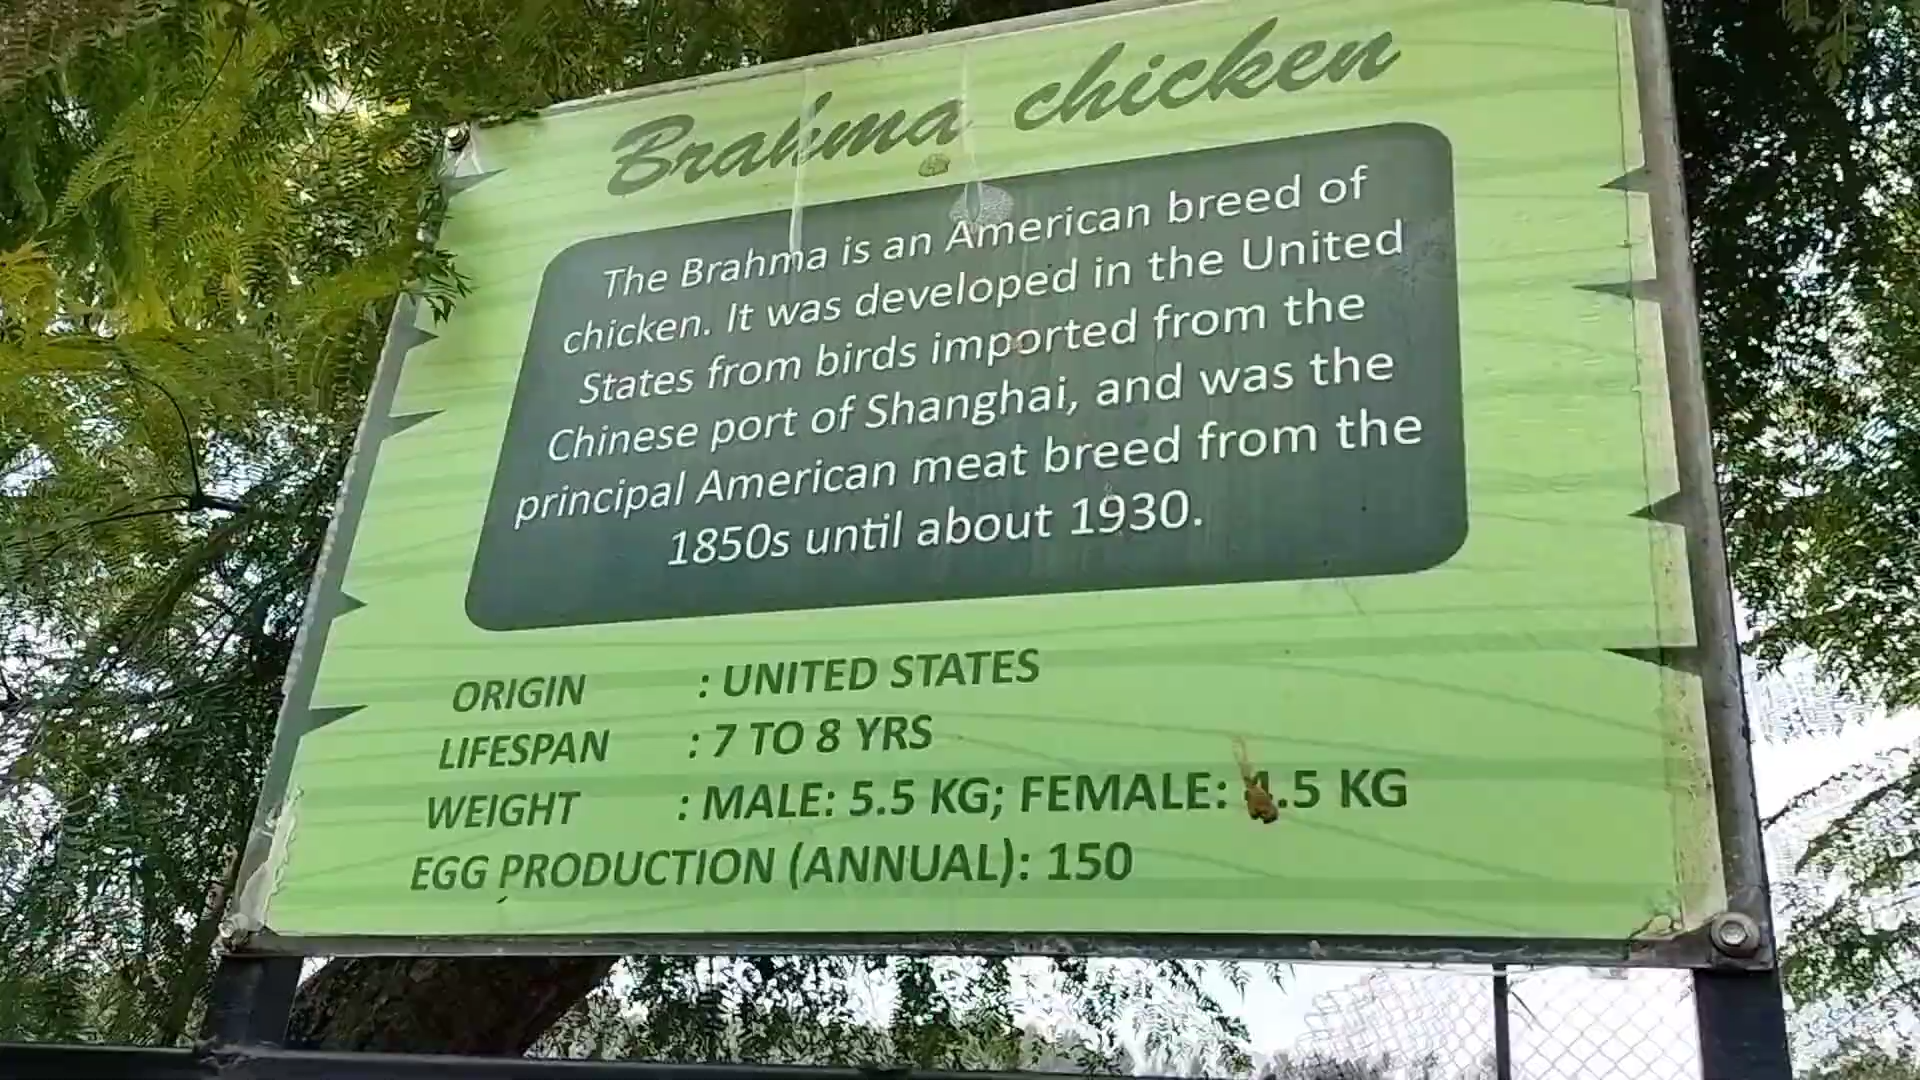 Brahma chicken
The Brahma is an American breed of
chicken. It was developed in the United
States from birds imported from the
Chinese port of Shanghai, and was the
principal American meat breed from the
1850s until about 1930.
ORIGIN : UNITED STATES
LIFESPAN : 7 TO 8 YRS
WEIGHT : MALE: 5.5 KG; FEMALE: 4.5 KG
EGG PRODUCTION (ANNUAL): 150